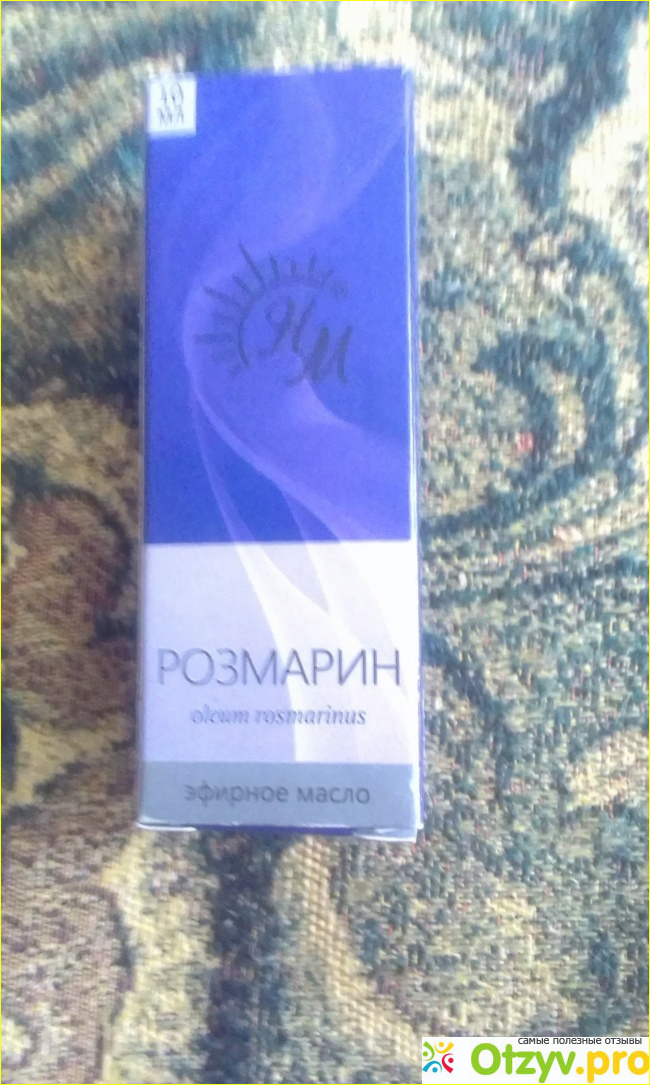 10
МЛ
НМ
®
РОЗМАРИН
oleum rosmarinus
эфирное масло
самые полезные отзывы
Otzyv.pro